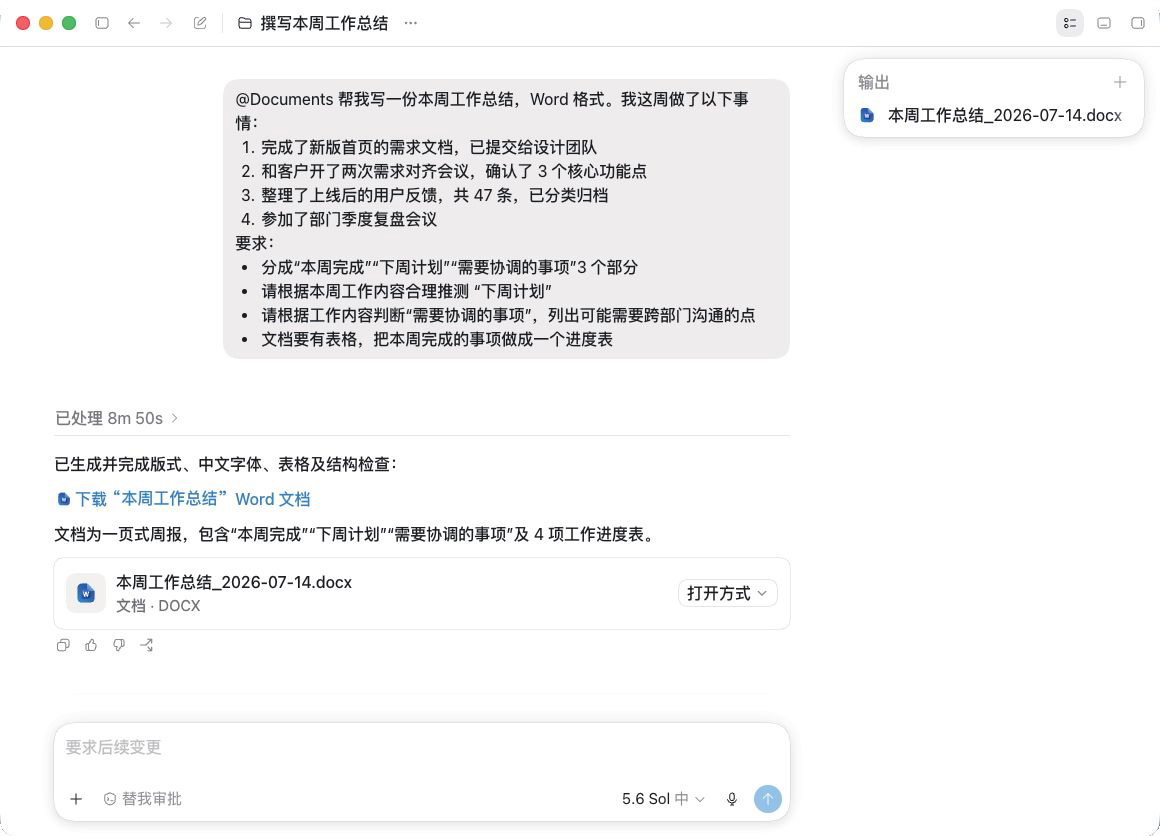 撰写本周工作总结
输出
本周工作总结_2026-07-14.docx
@Documents 帮我写一份本周工作总结，Word 格式。我这周做了以下事
情：
1. 完成了新版首页的需求文档，已提交给设计团队
2. 和客户开了两次需求对齐会议，确认了 3 个核心功能点
3. 整理了上线后的用户反馈，共 47 条，已分类归档
4. 参加了部门季度复盘会议
要求：
• 分成“本周完成”“下周计划”“需要协调的事项”3 个部分
• 请根据本周工作内容合理推测 “下周计划”
• 请根据工作内容判断“需要协调的事项”，列出可能需要跨部门沟通的点
• 文档要有表格，把本周完成的事项做成一个进度表
已处理 8m 50s
已生成并完成版式、中文字体、表格及结构检查：
下载 “本周工作总结” Word 文档
文档为一页式周报，包含“本周完成”“下周计划”“需要协调的事项”及 4 项工作进度表。
本周工作总结_2026-07-14.docx
文档 · DOCX
打开方式
要求后续变更
替我审批
5.6 Sol 中